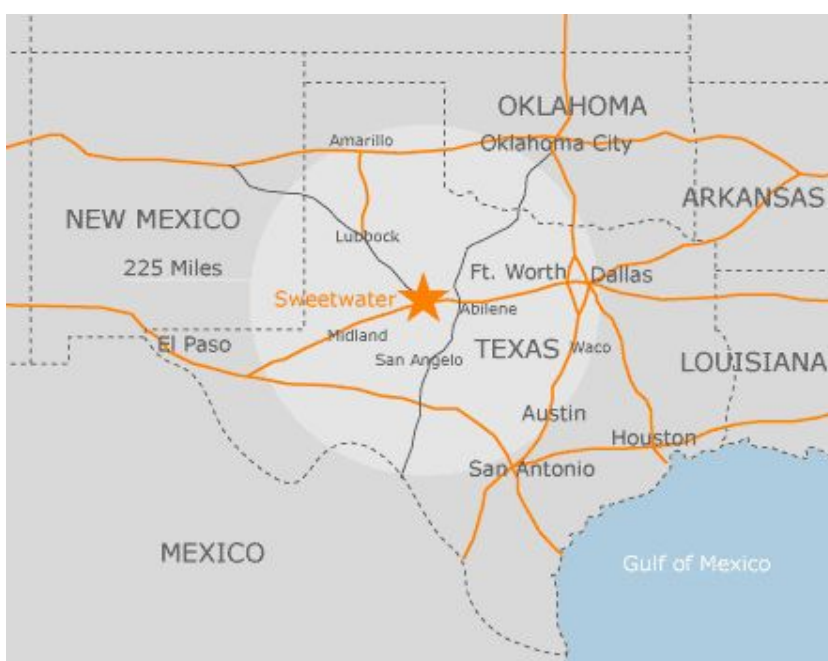 OKLAHOMA
Amarillo
Oklahoma City
ARKANSAS
NEW MEXICO
Lubbock
225 Miles
Ft. Worth
Dallas
Sweetwater
Abilene
El Paso
Midland
San Angelo
TEXAS
Waco
LOUISIANA
Austin
Houston
San Antonio
MEXICO
Gulf of Mexico